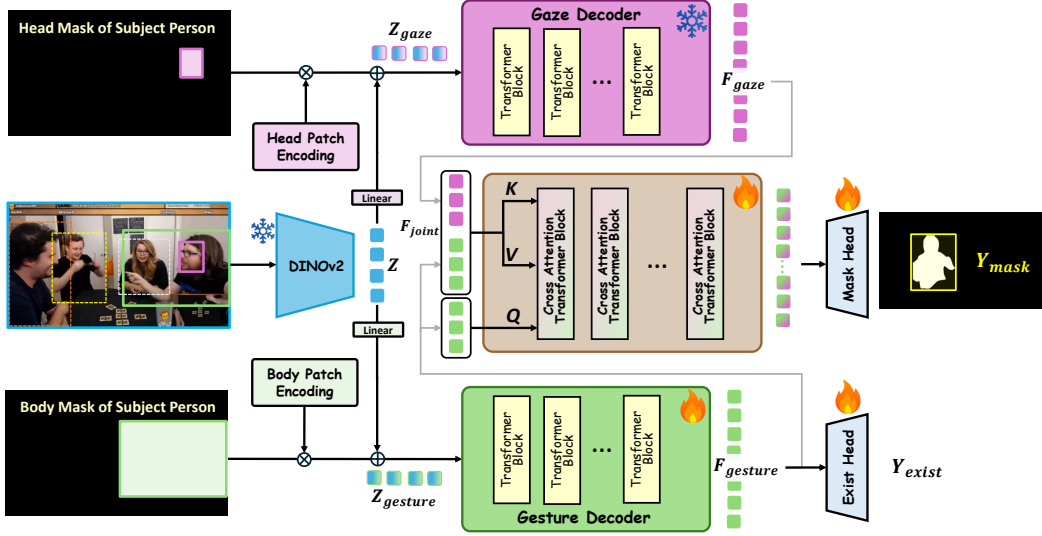 Head Mask of Subject Person
Z_gaze
Gaze Decoder
Transformer
Block
Transformer
Block
...
Transformer
Block
F_gaze
Head Patch
Encoding
Linear
F_joint
K
V
Q
Cross Attention
Transformer Block
Cross Attention
Transformer Block
...
Cross Attention
Transformer Block
Mask Head
Y_mask
DINOv2
Z
Linear
Body Patch
Encoding
Body Mask of Subject Person
Z_gesture
Transformer
Block
Transformer
Block
...
Transformer
Block
Gesture Decoder
F_gesture
Exist Head
Y_exist